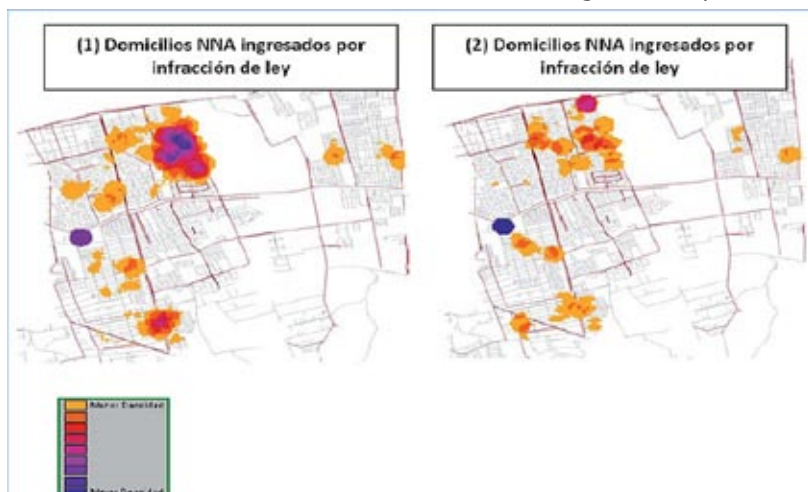 (1) Domicilios NNA ingresados por
infracción de ley
(2) Domicilios NNA ingresados por
infracción de ley
Menor Densidad
Mayor Densidad